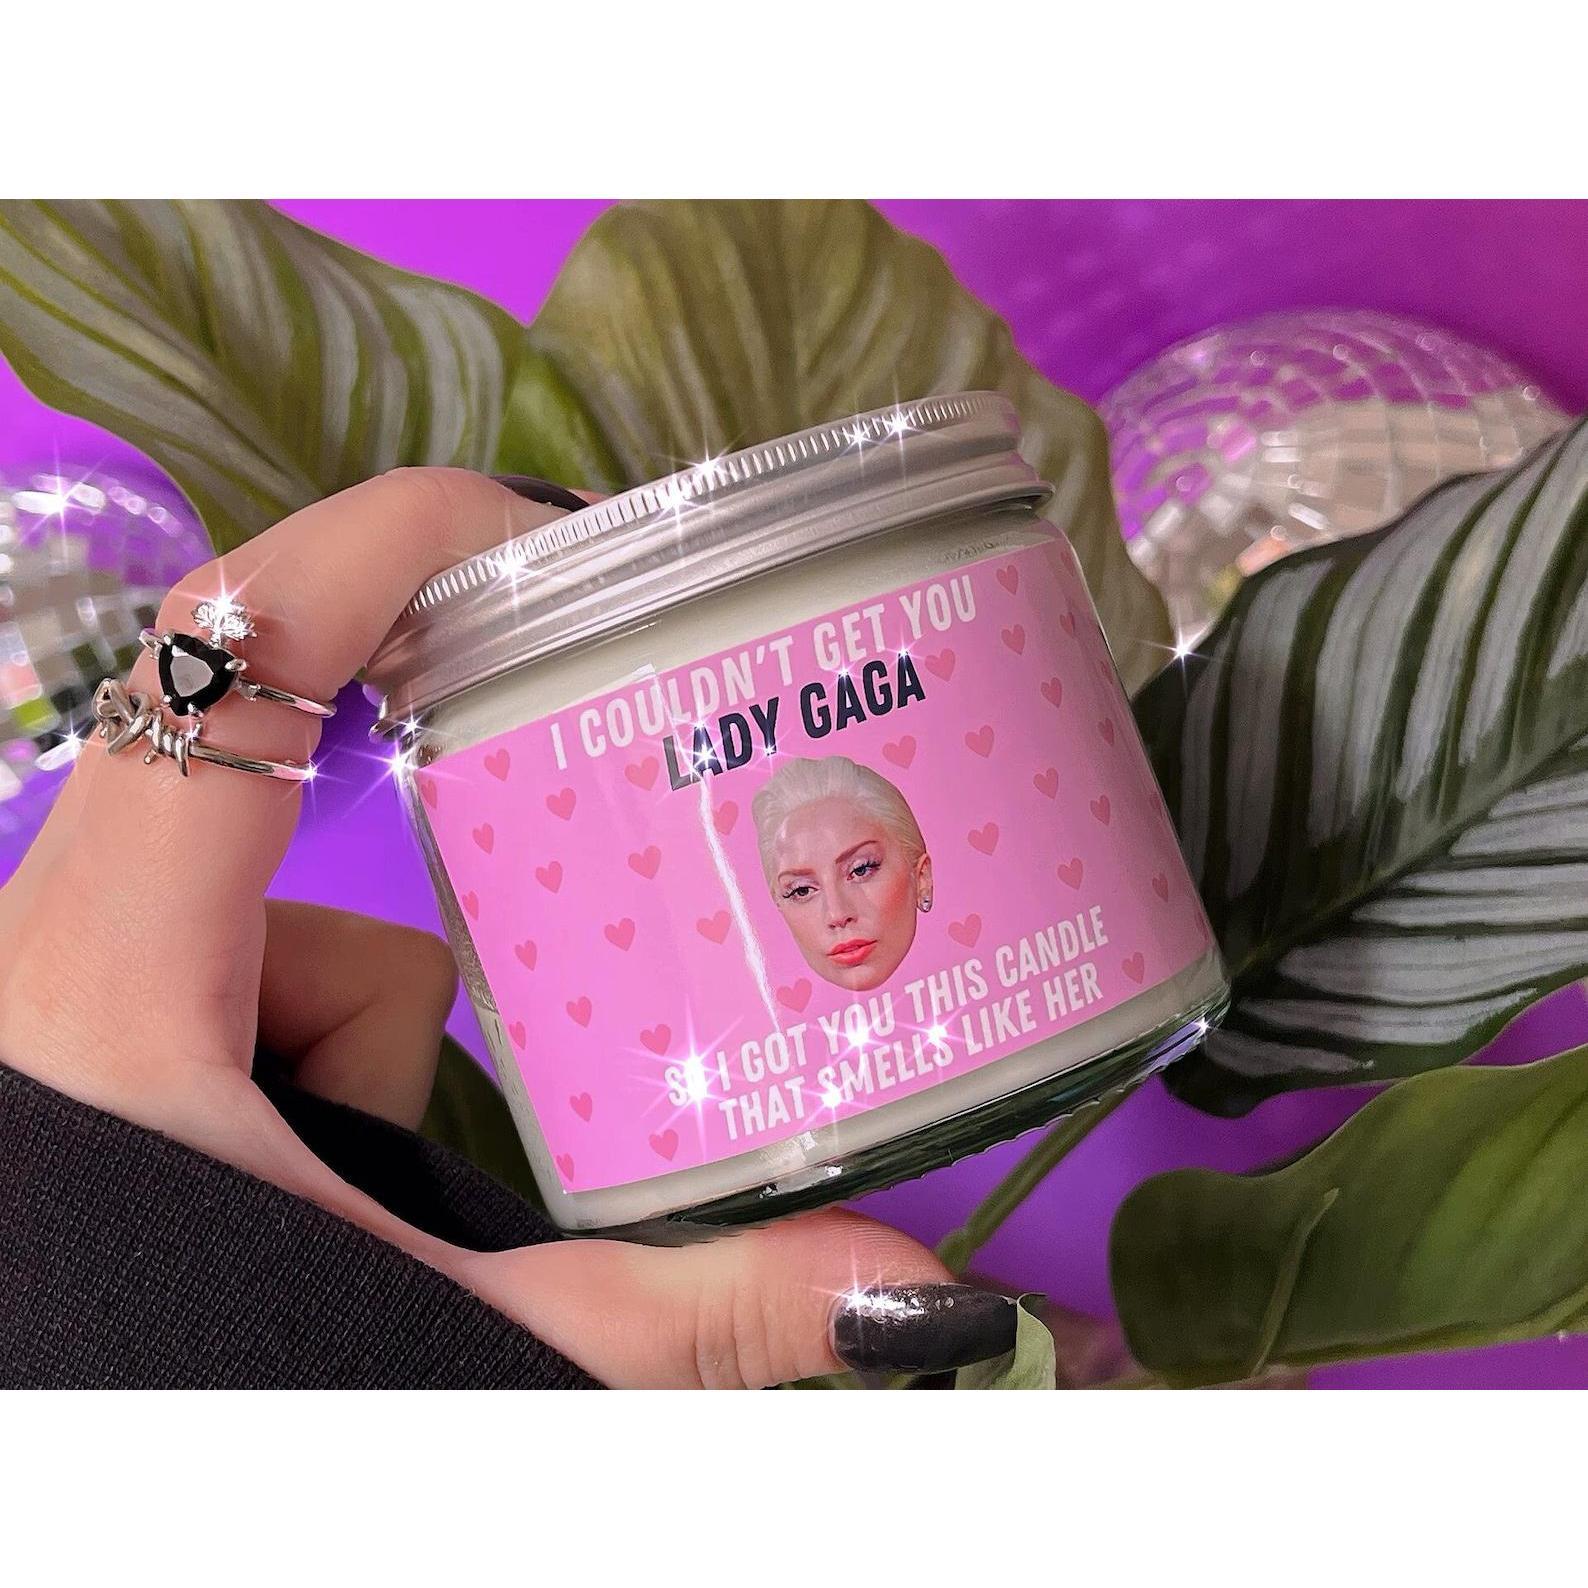 I COULDN'T GET YOU
LADY GAGA
SO I GOT YOU THIS CANDLE
THAT SMELLS LIKE HER